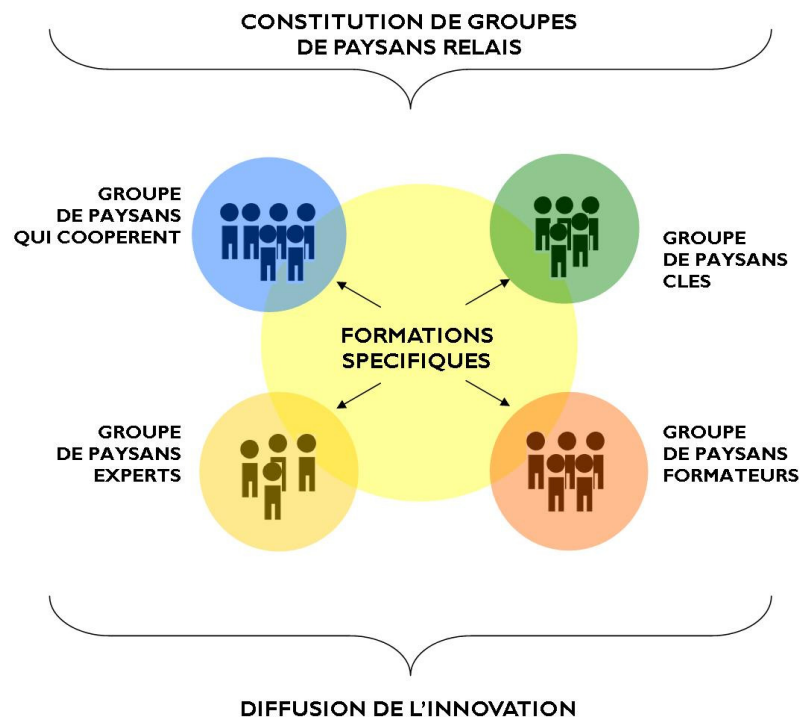 CONSTITUTION DE GROUPES
DE PAYSANS RELAIS
GROUPE
DE PAYSANS
QUI COOPERENT
GROUPE
DE PAYSANS
CLES
FORMATIONS
SPECIFIQUES
GROUPE
DE PAYSANS
EXPERTS
GROUPE
DE PAYSANS
FORMATEURS
DIFFUSION DE L'INNOVATION